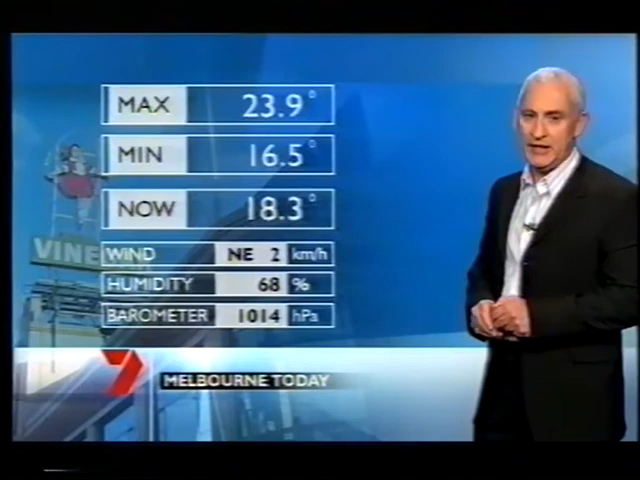 MAX 23.9°
MIN 16.5°
NOW 18.3°
WIND NE 2 km/h
HUMIDITY 68 %
BAROMETER 1014 hPa
7 MELBOURNE TODAY